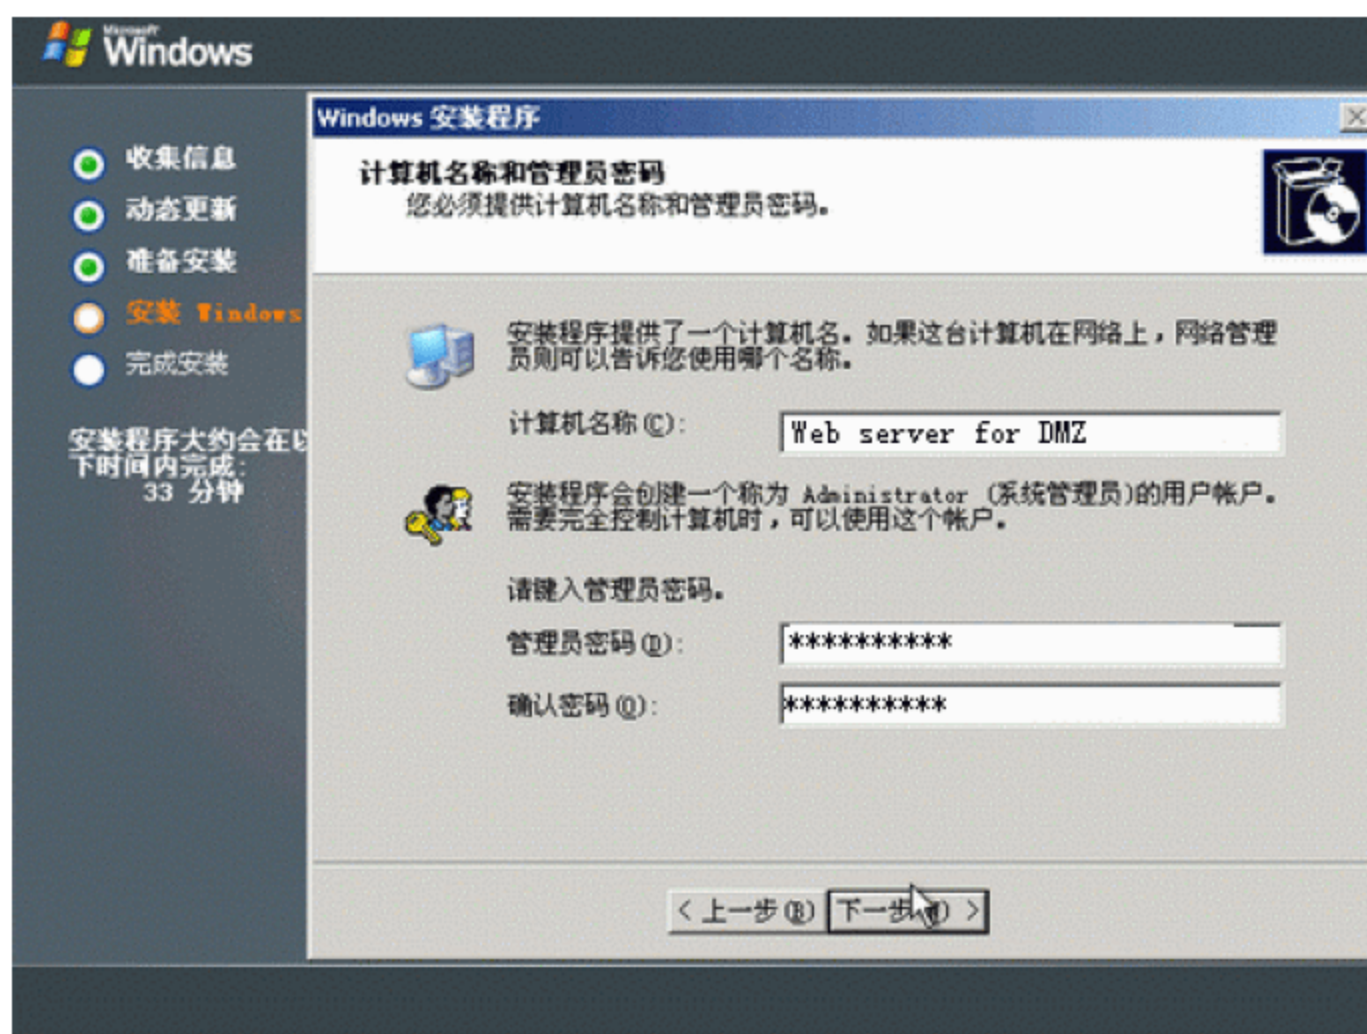 Microsoft
Windows
Windows 安装程序
收集信息
动态更新
准备安装
安装 Windows
完成安装
安装程序大约会在以
下时间内完成:
33 分钟
计算机名称和管理员密码
您必须提供计算机名称和管理员密码。
安装程序提供了一个计算机名。如果这台计算机在网络上，网络管理
员则可以告诉您使用哪个名称。
计算机名称(C):
Web server for DMZ
安装程序会创建一个称为 Administrator (系统管理员)的用户帐户。
需要完全控制计算机时，可以使用这个帐户。
请键入管理员密码。
管理员密码(D):
**********
确认密码(O):
**********
< 上一步(B)
下一步(N) >